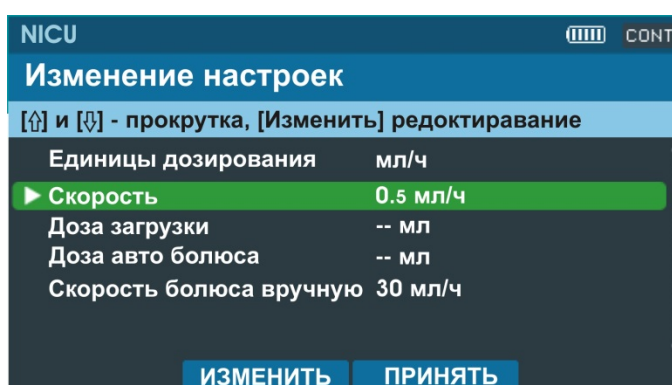 NICU CONT
Изменение настроек
[⇧] и [⇩] - прокрутка, [Изменить] редоктиравание
Единицы дозирования мл/ч
Скорость 0.5 мл/ч
Доза загрузки -- мл
Доза авто болюса -- мл
Скорость болюса вручную 30 мл/ч
ИЗМЕНИТЬ ПРИНЯТЬ